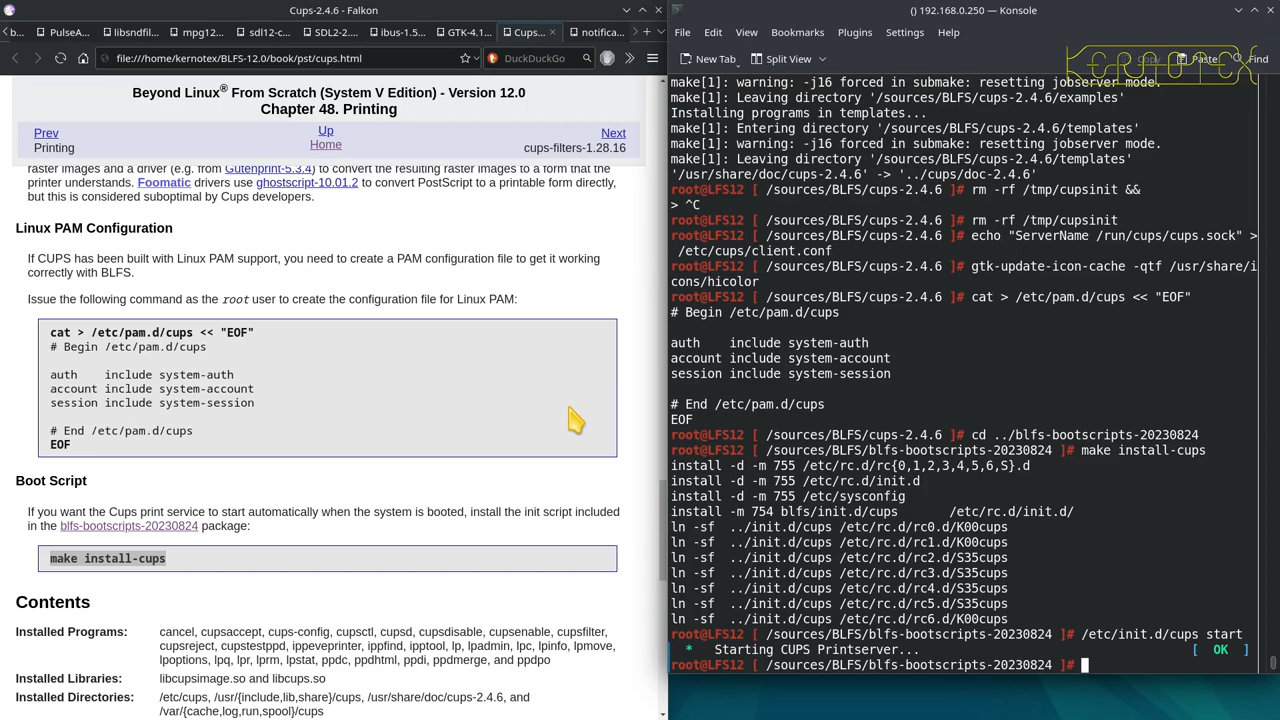 Cups-2.4.6 - Falkon
b...
PulseA...
libsndfil...
mpg12...
sdl12-c...
SDL2-2...
ibus-1.5...
GTK-4.1...
Cups...
notifica...
file:///home/kernotex/BLFS-12.0/book/pst/cups.html
DuckDuckGo
Beyond Linux® From Scratch (System V Edition) - Version 12.0
Chapter 48. Printing
Prev
Up
Next
Printing
Home
cups-filters-1.28.16
raster images and a driver (e.g. from Gutenprint-5.3.4) to convert the resulting raster images to a form that the
printer understands. Foomatic drivers use ghostscript-10.01.2 to convert PostScript to a printable form directly,
but this is considered suboptimal by Cups developers.
Linux PAM Configuration
If CUPS has been built with Linux PAM support, you need to create a PAM configuration file to get it working
correctly with BLFS.
Issue the following command as the root user to create the configuration file for Linux PAM:
cat > /etc/pam.d/cups << "EOF"
# Begin /etc/pam.d/cups
auth    include system-auth
account include system-account
session include system-session
# End /etc/pam.d/cups
EOF
Boot Script
If you want the Cups print service to start automatically when the system is booted, install the init script included
in the blfs-bootscripts-20230824 package:
make install-cups
Contents
Installed Programs: cancel, cupsaccept, cups-config, cupsctl, cupsd, cupsdisable, cupsenable, cupsfilter,
cupsreject, cupstestppd, ippeveprinter, ippfind, ipptool, lp, lpadmin, lpc, lpinfo, lpmove,
lpoptions, lpq, lpr, lprm, lpstat, ppdc, ppdhtml, ppdi, ppdmerge, and ppdpo
Installed Libraries: libcupsimage.so and libcups.so
Installed Directories: /etc/cups, /usr/{include,lib,share}/cups, /usr/share/doc/cups-2.4.6, and
/var/{cache,log,run,spool}/cups
() 192.168.0.250 — Konsole
File Edit View Bookmarks Plugins Settings Help
New Tab
Split View
Copy
Paste
Find
KERNOTEX
make[1]: warning: -j16 forced in submake: resetting jobserver mode.
make[1]: Leaving directory '/sources/BLFS/cups-2.4.6/examples'
Installing programs in templates...
make[1]: Entering directory '/sources/BLFS/cups-2.4.6/templates'
make[1]: warning: -j16 forced in submake: resetting jobserver mode.
make[1]: Leaving directory '/sources/BLFS/cups-2.4.6/templates'
'/usr/share/doc/cups-2.4.6' -> '../cups/doc-2.4.6'
root@LFS12 [ /sources/BLFS/cups-2.4.6 ]# rm -rf /tmp/cupsinit &&
> ^C
root@LFS12 [ /sources/BLFS/cups-2.4.6 ]# rm -rf /tmp/cupsinit
root@LFS12 [ /sources/BLFS/cups-2.4.6 ]# echo "ServerName /run/cups/cups.sock" >
/etc/cups/client.conf
root@LFS12 [ /sources/BLFS/cups-2.4.6 ]# gtk-update-icon-cache -qtf /usr/share/i
cons/hicolor
root@LFS12 [ /sources/BLFS/cups-2.4.6 ]# cat > /etc/pam.d/cups << "EOF"
# Begin /etc/pam.d/cups
auth    include system-auth
account include system-account
session include system-session
# End /etc/pam.d/cups
EOF
root@LFS12 [ /sources/BLFS/cups-2.4.6 ]# cd ../blfs-bootscripts-20230824
root@LFS12 [ /sources/BLFS/blfs-bootscripts-20230824 ]# make install-cups
install -d -m 755 /etc/rc.d/rc{0,1,2,3,4,5,6,S}.d
install -d -m 755 /etc/rc.d/init.d
install -d -m 755 /etc/sysconfig
install -m 754 blfs/init.d/cups       /etc/rc.d/init.d/
ln -sf  ../init.d/cups /etc/rc.d/rc0.d/K00cups
ln -sf  ../init.d/cups /etc/rc.d/rc1.d/K00cups
ln -sf  ../init.d/cups /etc/rc.d/rc2.d/S35cups
ln -sf  ../init.d/cups /etc/rc.d/rc3.d/S35cups
ln -sf  ../init.d/cups /etc/rc.d/rc4.d/S35cups
ln -sf  ../init.d/cups /etc/rc.d/rc5.d/S35cups
ln -sf  ../init.d/cups /etc/rc.d/rc6.d/K00cups
root@LFS12 [ /sources/BLFS/blfs-bootscripts-20230824 ]# /etc/init.d/cups start
*   Starting CUPS Printserver...                                   [  OK  ]
root@LFS12 [ /sources/BLFS/blfs-bootscripts-20230824 ]#